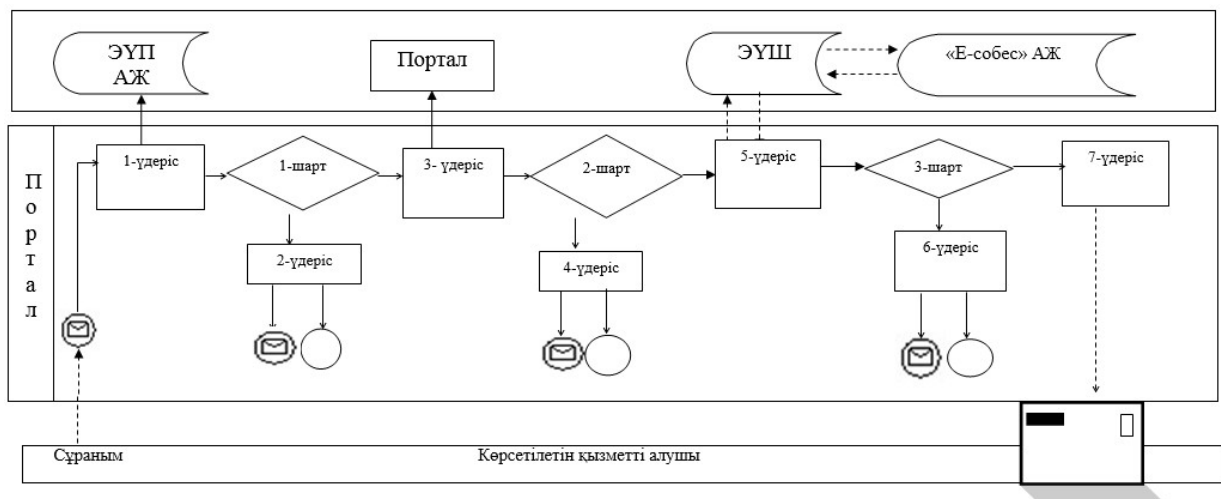 ЭҮП
АЖ
Портал
ЭҮШ
«Е-собес» АЖ
Портал
1-үдеріс
1-шарт
3- үдеріс
2-шарт
5-үдеріс
3-шарт
7-үдеріс
2-үдеріс
4-үдеріс
6-үдеріс
Сұраным
Көрсетілетін қызметті алушы